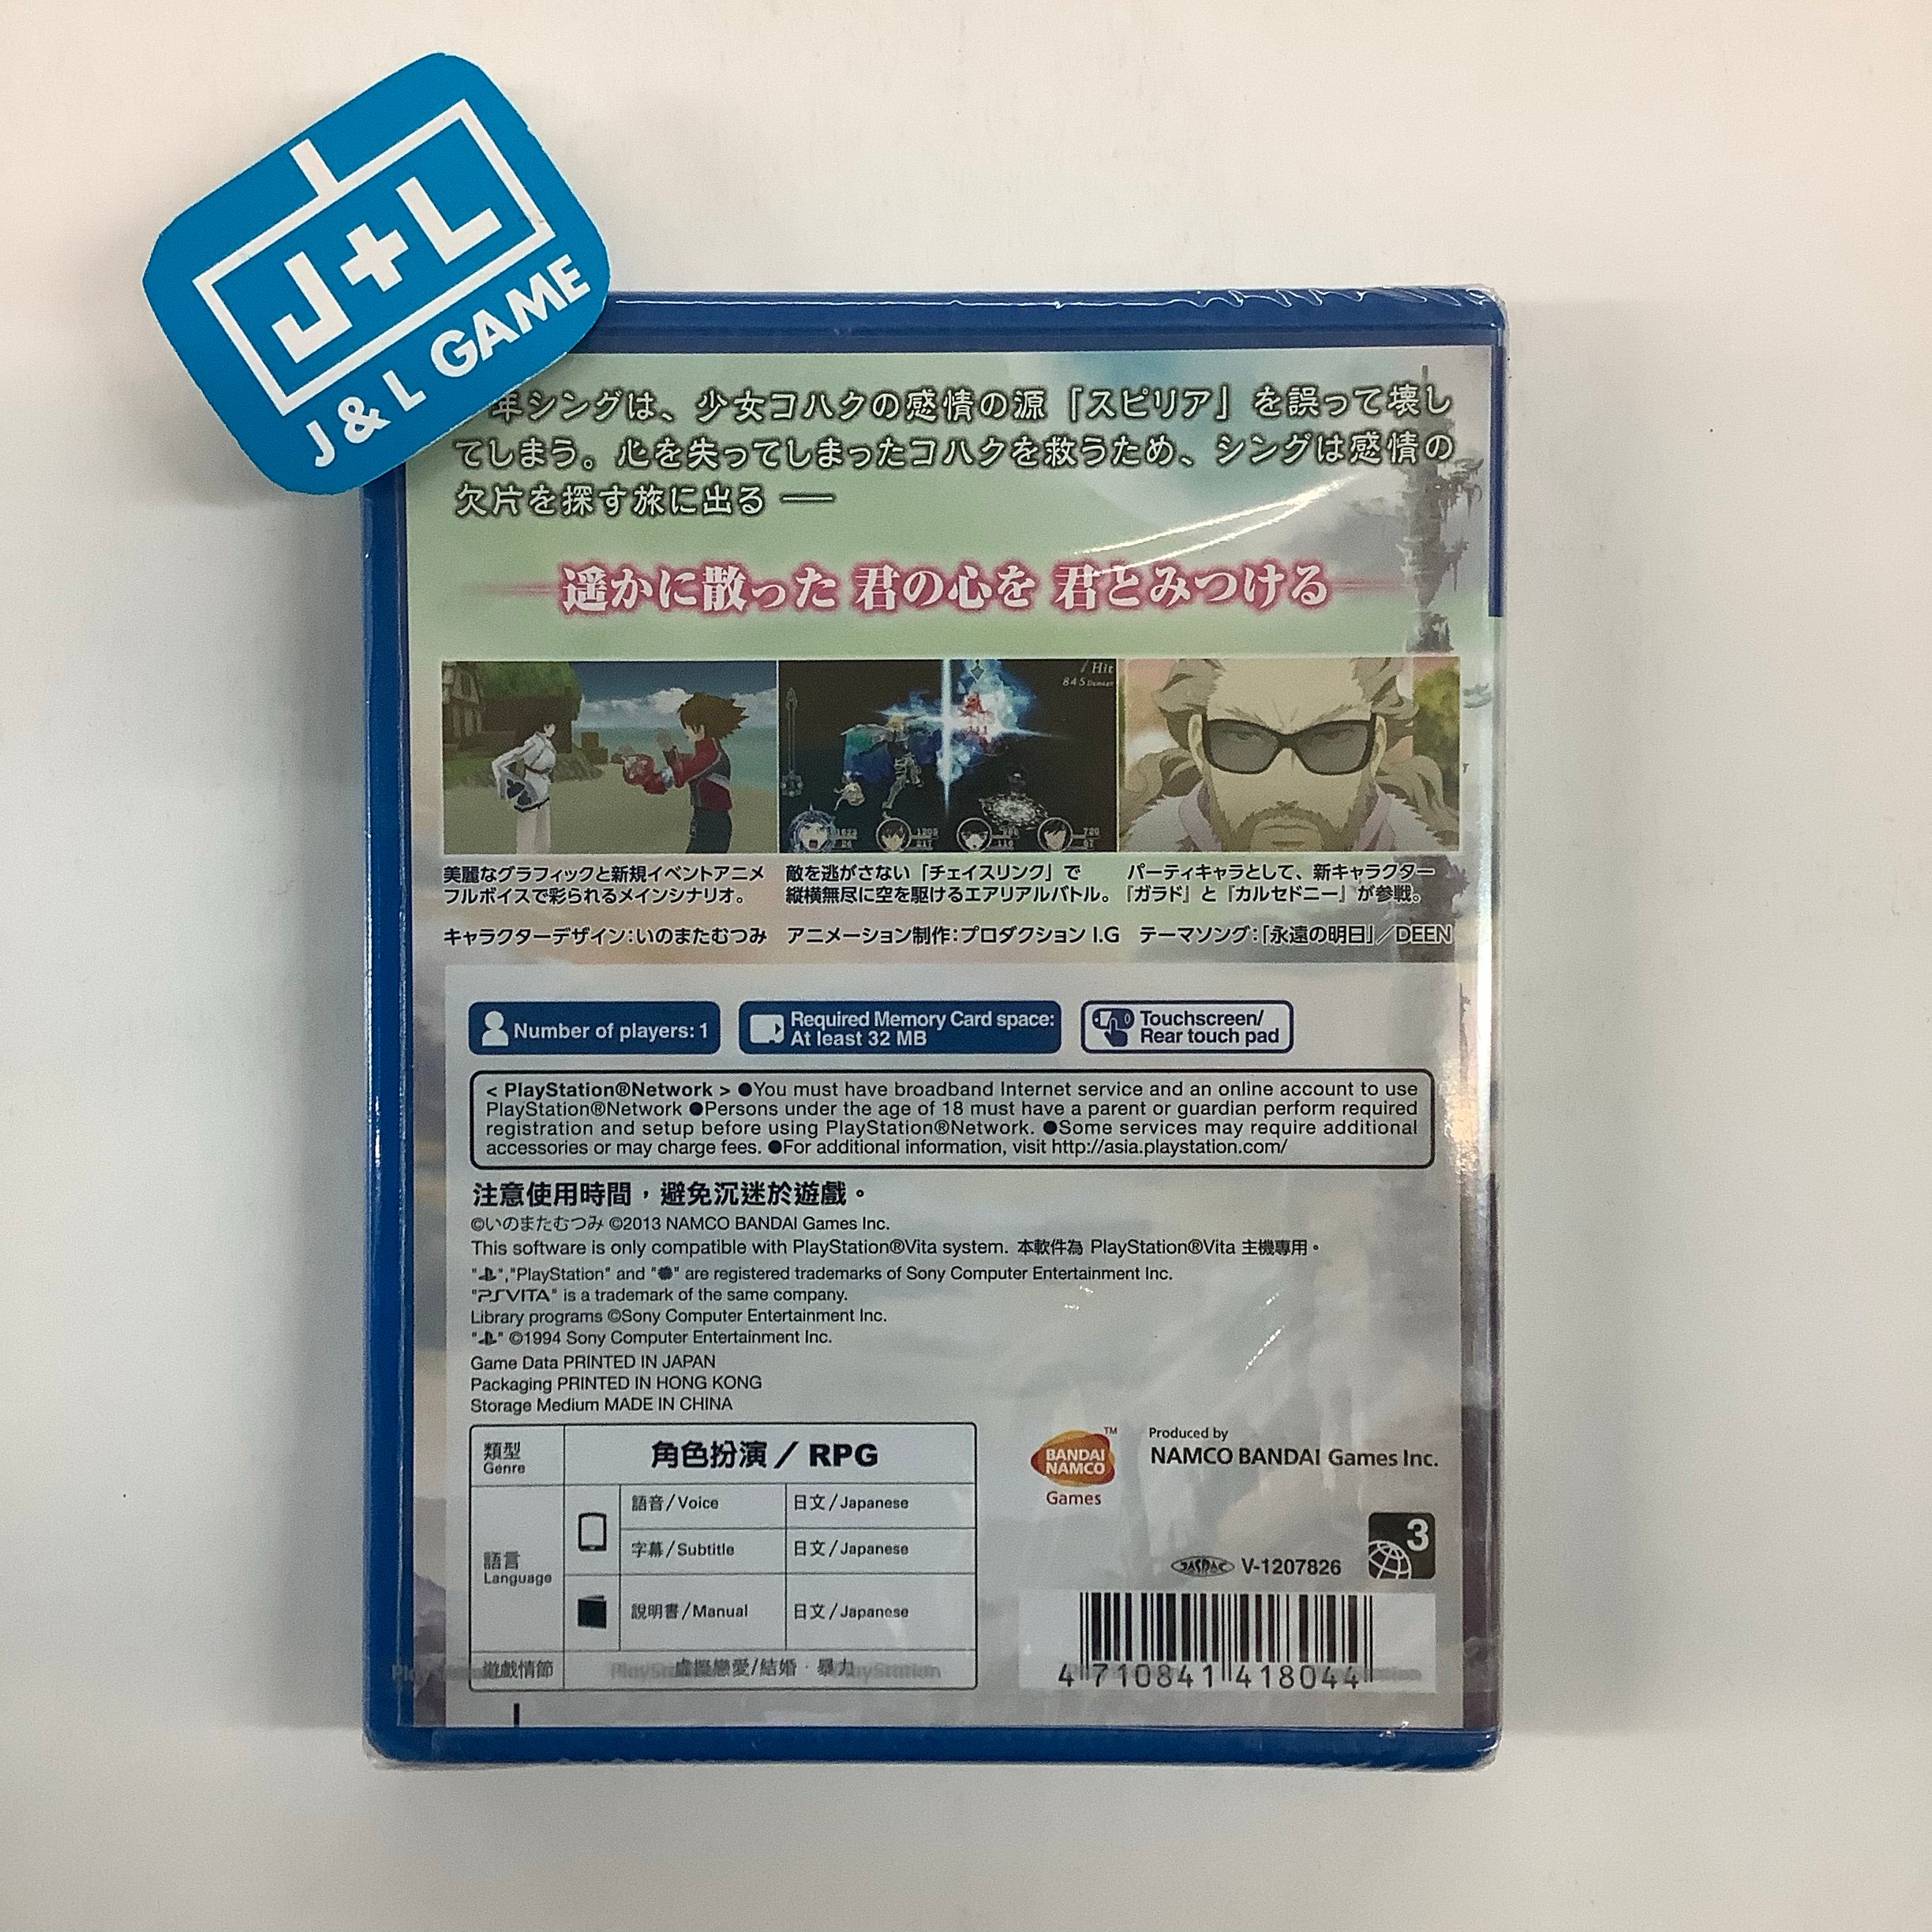 J+L
J & L GAME
年シングは、少女コハクの感情の源「スピリア」を誤って壊し
てしまう。心を失ってしまったコハクを救うため、シングは感情の
欠片を探す旅に出る ──
遥かに散った 君の心を 君とみつける
Hit
845 Damage
美麗なグラフィックと新規イベントアニメ
フルボイスで彩られるメインシナリオ。
敵を逃がさない「チェイスリンク」で
縦横無尽に空を駆けるエアリアルバトル。
パーティキャラとして、新キャラクター
『ガラド』と『カルセドニー』が参戦。
キャラクターデザイン:いのまたむつみ アニメーション制作:プロダクション I.G テーマソング:「永遠の明日」/DEEN
Number of players: 1
Required Memory Card space:
At least 32 MB
Touchscreen/
Rear touch pad
< PlayStation®Network > ●You must have broadband Internet service and an online account to use
PlayStation®Network ●Persons under the age of 18 must have a parent or guardian perform required
registration and setup before using PlayStation®Network. ●Some services may require additional
accessories or may charge fees. ●For additional information, visit http://asia.playstation.com/
注意使用時間,避免沉迷於遊戲。
©いのまたむつみ ©2013 NAMCO BANDAI Games Inc.
This software is only compatible with PlayStation®Vita system. 本軟件為 PlayStation®Vita 主機專用。
" ","PlayStation" and " " are registered trademarks of Sony Computer Entertainment Inc.
"PSVITA" is a trademark of the same company.
Library programs ©Sony Computer Entertainment Inc.
" " ©1994 Sony Computer Entertainment Inc.
Game Data PRINTED IN JAPAN
Packaging PRINTED IN HONG KONG
Storage Medium MADE IN CHINA
類型
Genre
角色扮演/RPG
語言
Language
語音/Voice 日文/Japanese
字幕/Subtitle 日文/Japanese
說明書/Manual 日文/Japanese
遊戲情節 虛擬戀愛/結婚‧暴力
BANDAI
NAMCO
Games
TM
Produced by
NAMCO BANDAI Games Inc.
JASRAC V-1207826
3
4 710841 418044